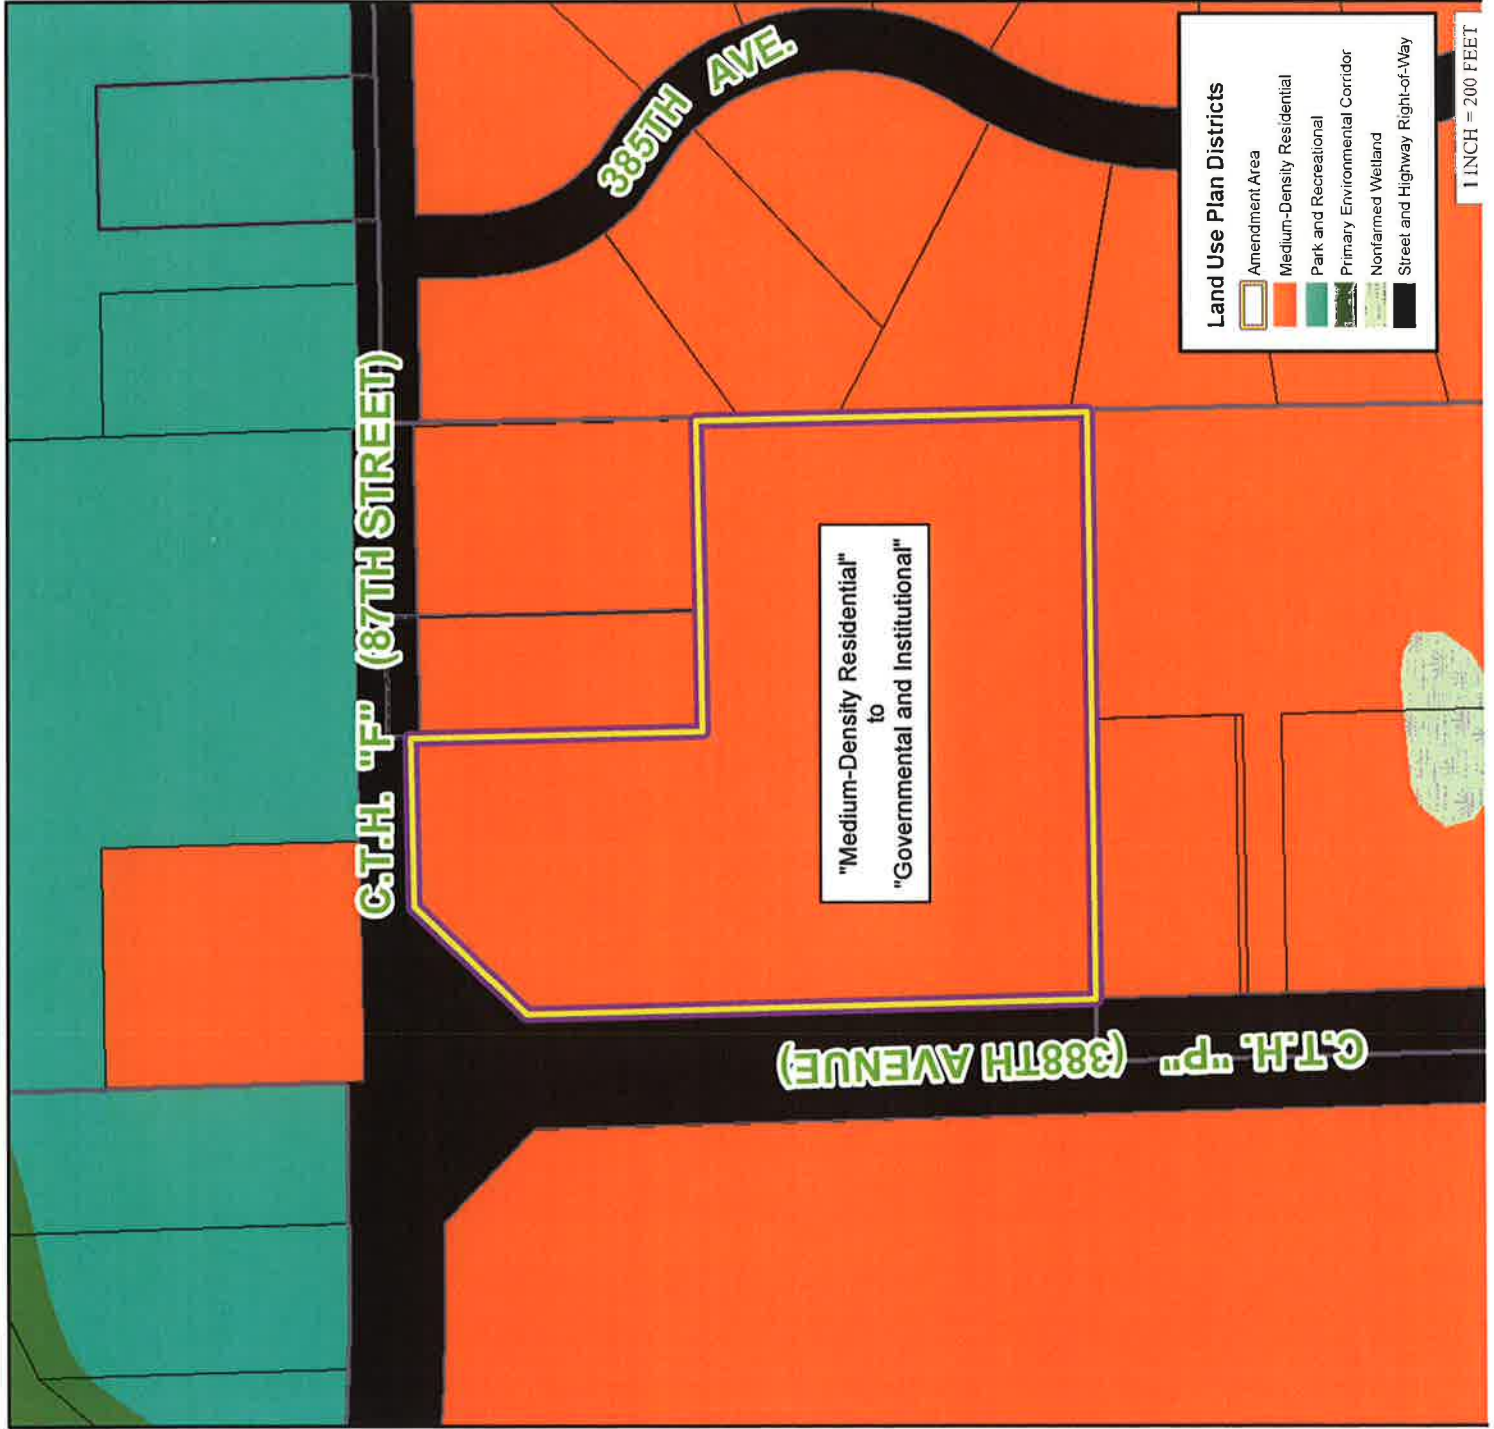 C.T.H. "F" (87TH STREET)
385TH AVE.
"Medium-Density Residential"
to
"Governmental and Institutional"
C.T.H. "P" (388TH AVENUE)
Land Use Plan Districts
Amendment Area
Medium-Density Residential
Park and Recreational
Primary Environmental Corridor
Nonfarmed Wetland
Street and Highway Right-of-Way
1 INCH = 200 FEET